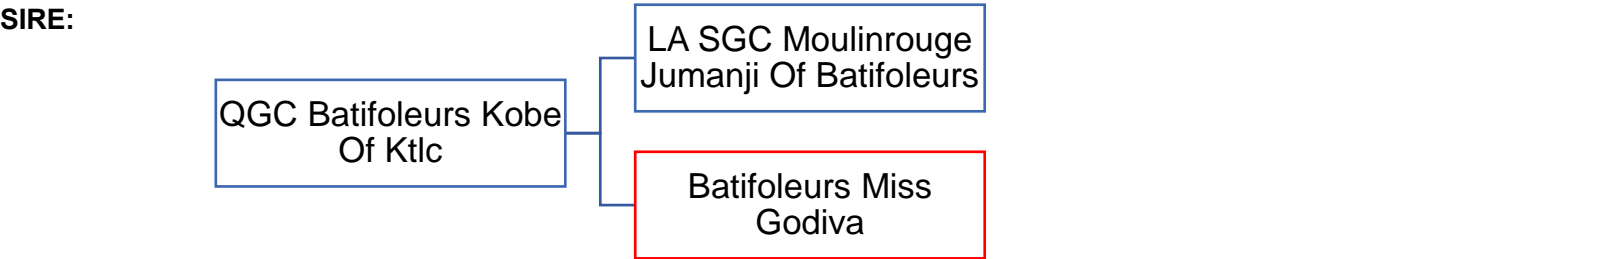 SIRE:
LA SGC Moulinrouge
Jumanji Of Batifoleurs
QGC Batifoleurs Kobe
Of Ktlc
Batifoleurs Miss
Godiva